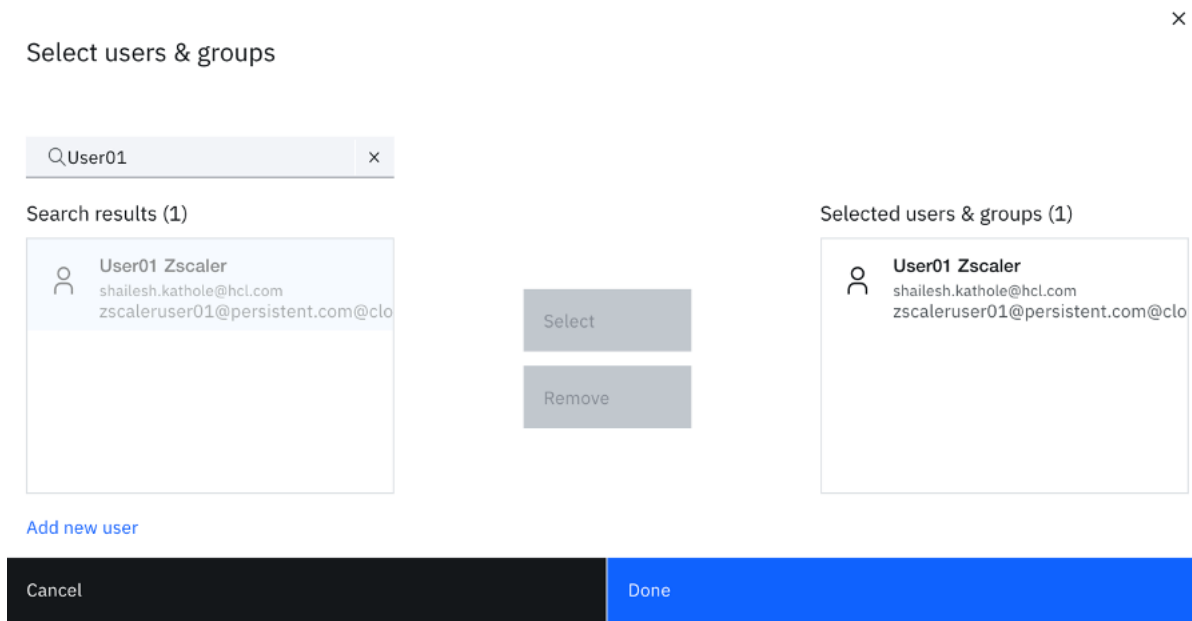 Select users & groups
User01
Search results (1)
User01 Zscaler
shailesh.kathole@hcl.com
zscaleruser01@persistent.com@clo
Select
Remove
Selected users & groups (1)
User01 Zscaler
shailesh.kathole@hcl.com
zscaleruser01@persistent.com@clo
Add new user
Cancel
Done